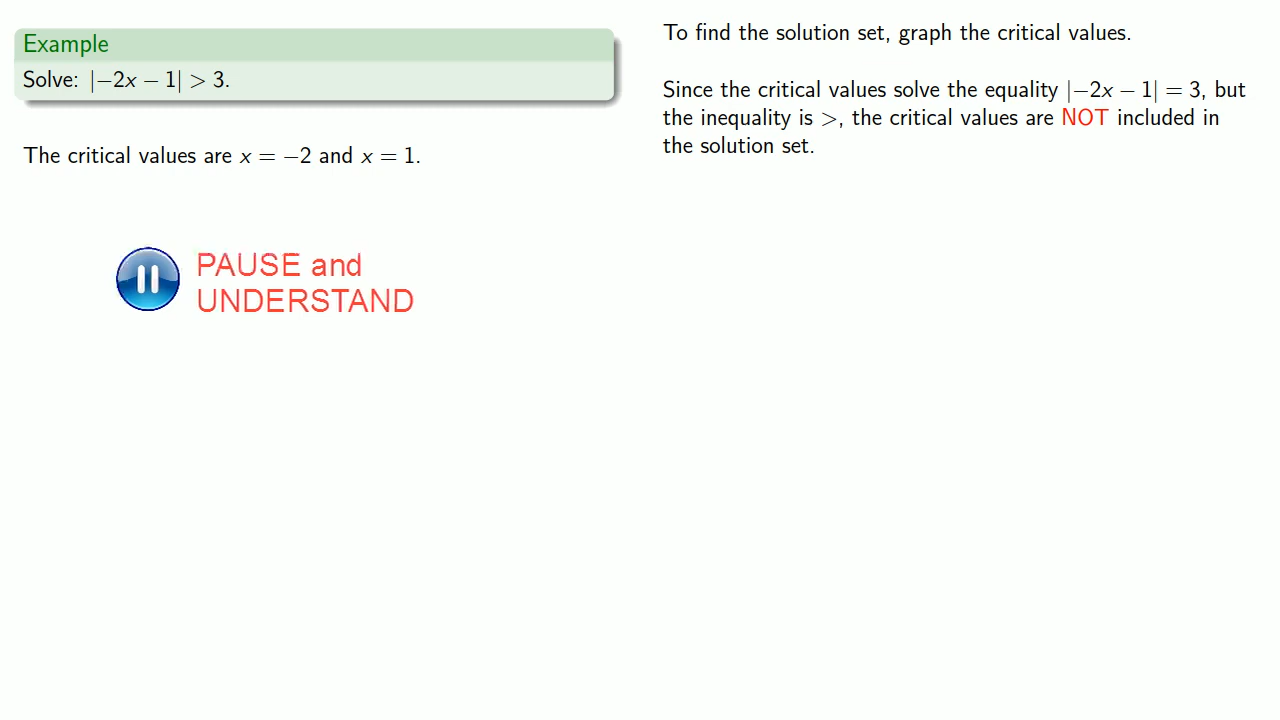 Example
Solve: |−2x − 1| > 3.
The critical values are x = −2 and x = 1.
PAUSE and
UNDERSTAND
To find the solution set, graph the critical values.
Since the critical values solve the equality |−2x − 1| = 3, but
the inequality is >, the critical values are NOT included in
the solution set.